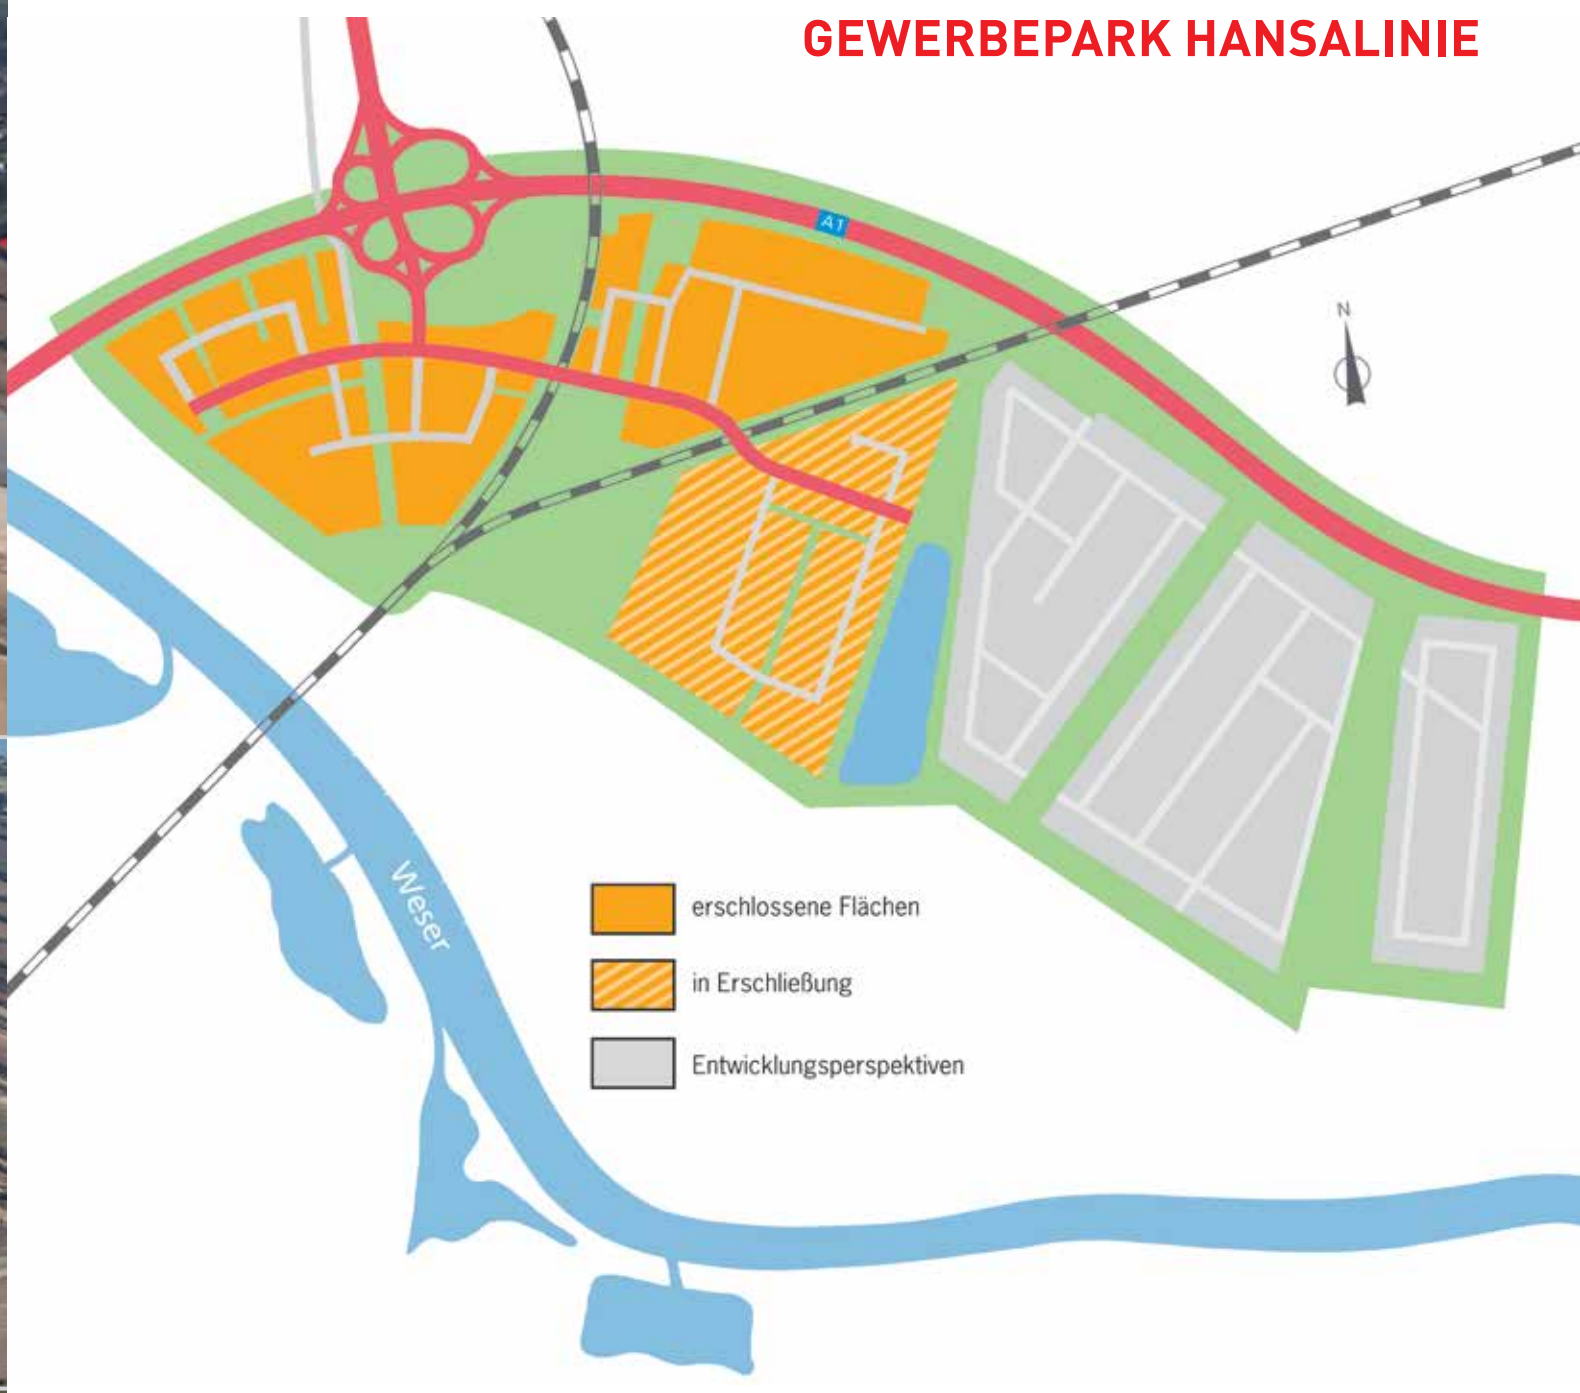 GEWERBEPARK HANSALINIE
A1
N
Weser
erschlossene Flächen
in Erschließung
Entwicklungsperspektiven